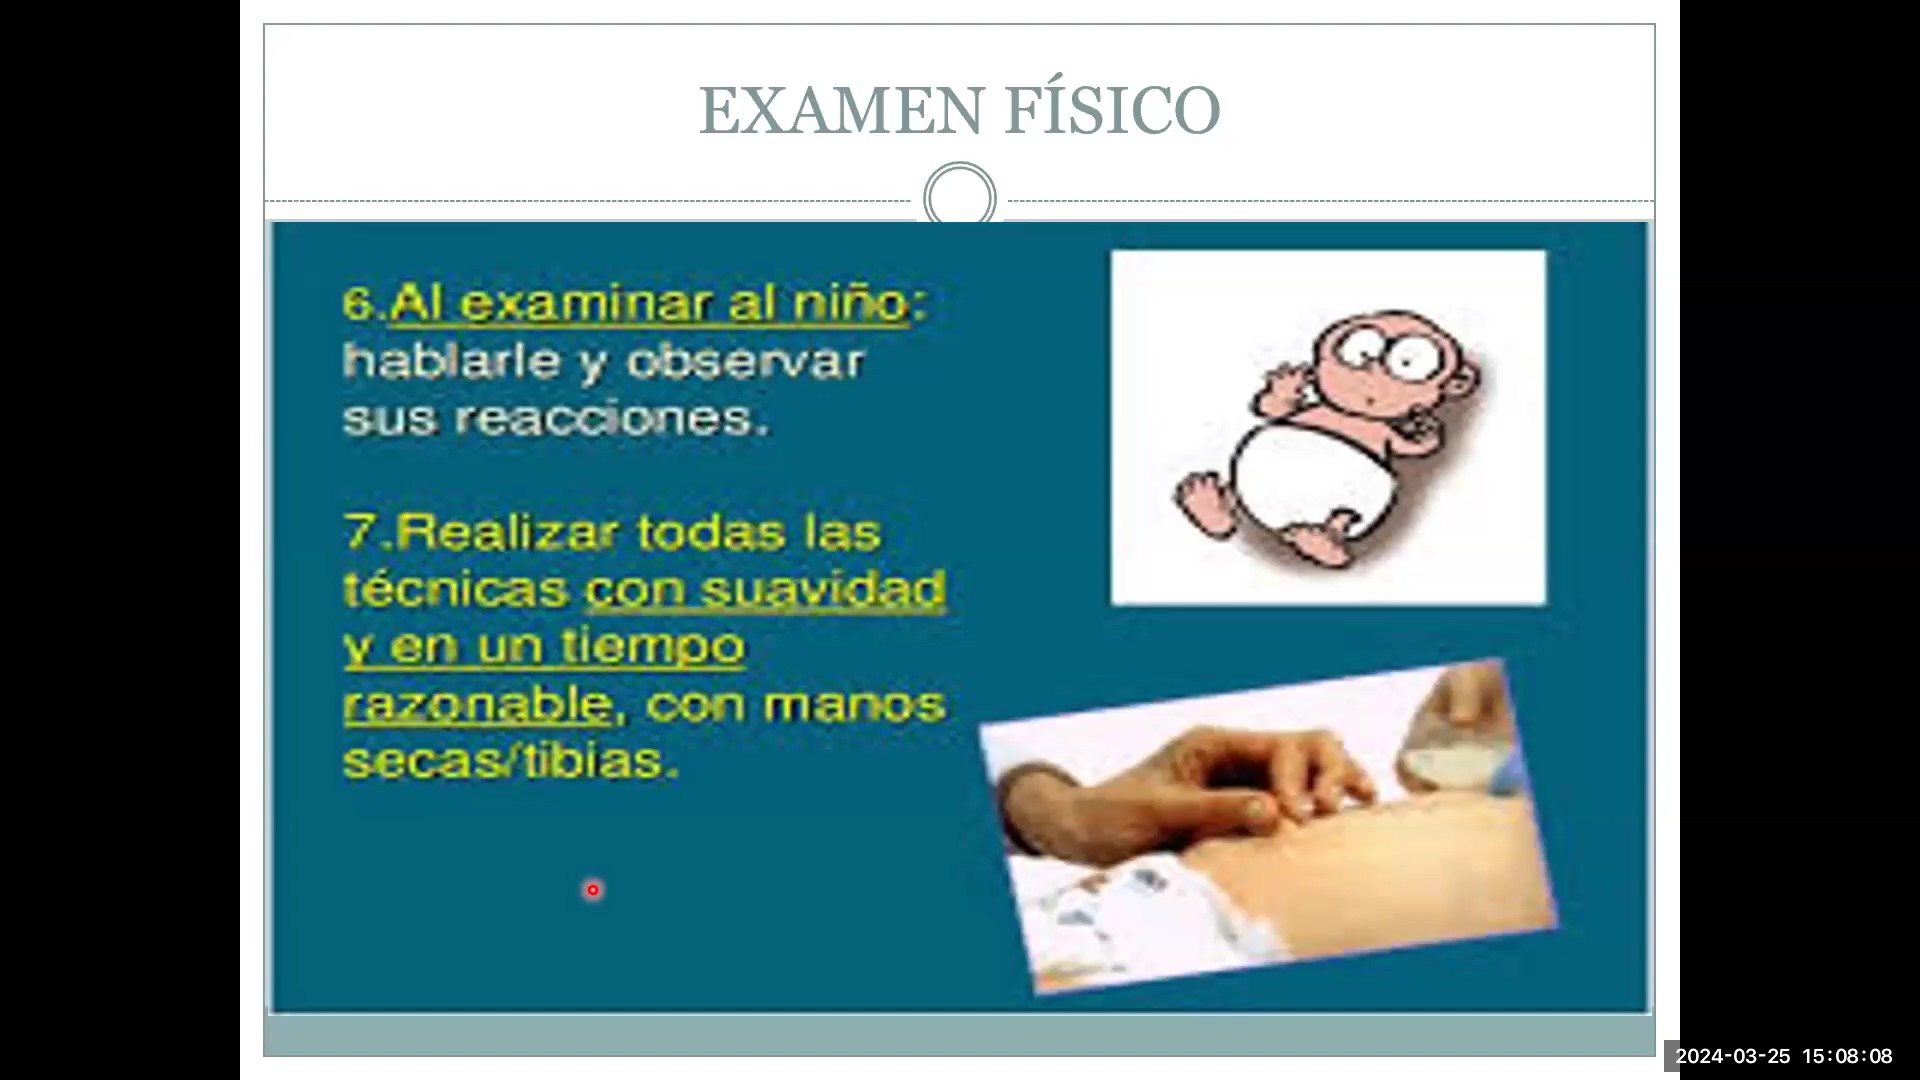 EXAMEN FÍSICO
6.Al examinar al niño:
hablarle y observar
sus reacciones.
7.Realizar todas las
técnicas con suavidad
y en un tiempo
razonable, con manos
secas/tibias.
2024-03-25 15:08:08